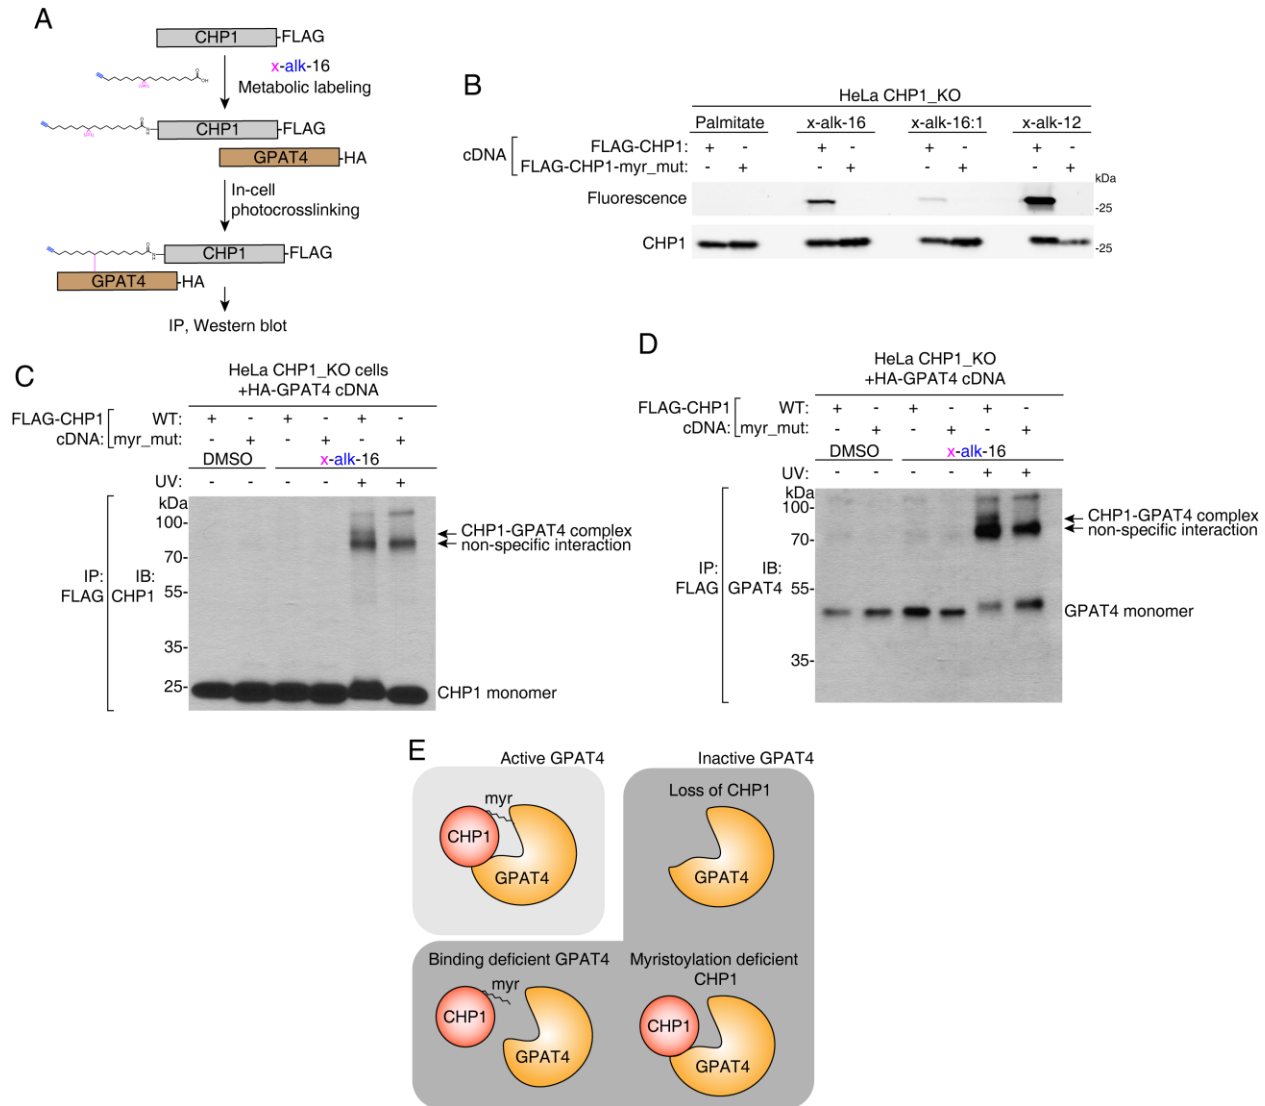 A
CHP1 -FLAG
x-alk-16
Metabolic labeling
CHP1 -FLAG
GPAT4 -HA
In-cell
photocrosslinking
CHP1 -FLAG
GPAT4 -HA
IP, Western blot
B
HeLa CHP1_KO
Palmitate x-alk-16 x-alk-16:1 x-alk-12
cDNA
FLAG-CHP1: + - + - + - + -
FLAG-CHP1-myr_mut: - + - + - + - +
kDa
Fluorescence
-25
CHP1
-25
C
HeLa CHP1_KO cells
+HA-GPAT4 cDNA
FLAG-CHP1 WT: + - + - + -
cDNA: myr_mut: - + - + - +
DMSO x-alk-16
UV: - - - - + +
kDa
100-
70-
55-
35-
25-
IP: IB:
FLAG CHP1
CHP1-GPAT4 complex
non-specific interaction
CHP1 monomer
D
HeLa CHP1_KO
+HA-GPAT4 cDNA
FLAG-CHP1 WT: + - + - + -
cDNA: myr_mut: - + - + - +
DMSO x-alk-16
UV: - - - - + +
kDa
100-
70-
55-
35-
IP: IB:
FLAG GPAT4
CHP1-GPAT4 complex
non-specific interaction
GPAT4 monomer
E
Active GPAT4
myr
CHP1
GPAT4
Inactive GPAT4
Loss of CHP1
GPAT4
Binding deficient GPAT4
myr
CHP1
GPAT4
Myristoylation deficient
CHP1
CHP1
GPAT4